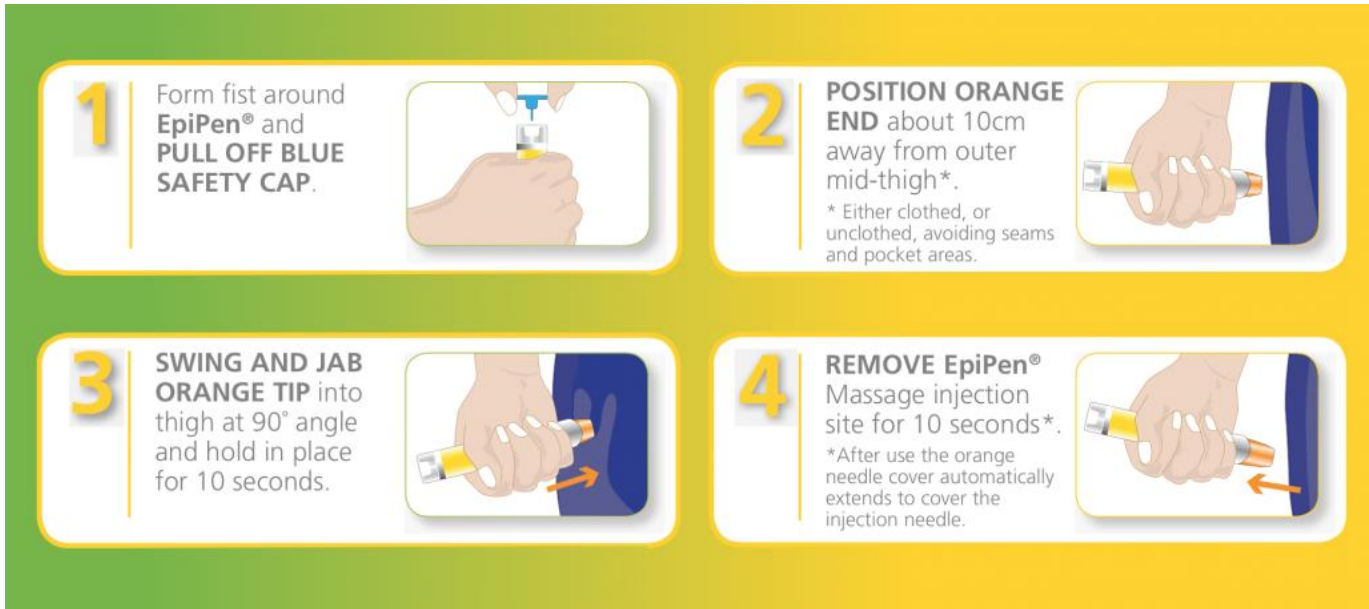 1
Form fist around
EpiPen® and
PULL OFF BLUE
SAFETY CAP.
2
POSITION ORANGE
END about 10cm
away from outer
mid-thigh*.
* Either clothed, or
unclothed, avoiding seams
and pocket areas.
3
SWING AND JAB
ORANGE TIP into
thigh at 90° angle
and hold in place
for 10 seconds.
4
REMOVE EpiPen®
Massage injection
site for 10 seconds*.
*After use the orange
needle cover automatically
extends to cover the
injection needle.